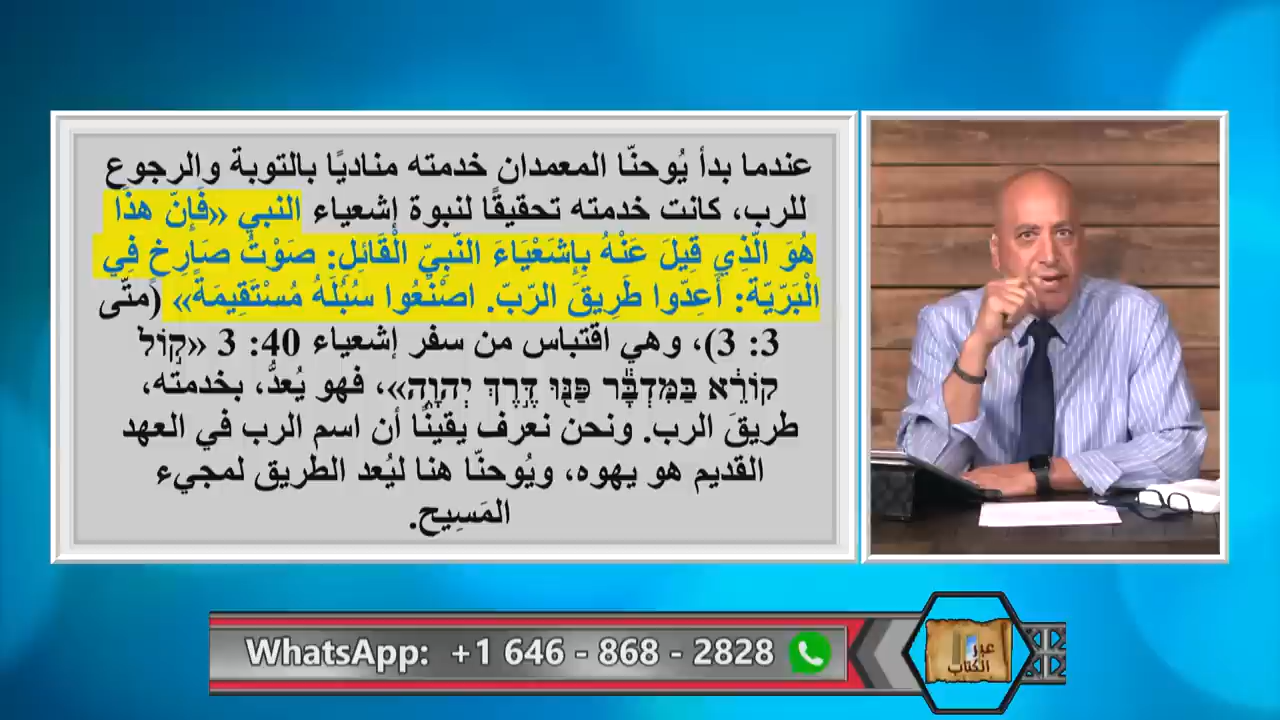 عندما بدأ يُوحنّا المعمدان خدمته مناديًا بالتوبة والرجوع
للرب، كانت خدمته تحقيقًا لنبوة إشعياء النبي «فَإِنّ هذَا
هُوَ الّذِي قِيلَ عَنْهُ بِإِشَعْيَاءَ النّبِيّ الْقَائِلِ: صَوْتُ صَارِخٍ فِي
الْبَرّيّةِ: أَعِدّوا طَرِيقَ الرّبّ. اصْنَعُوا سُبُلَهُ مُسْتَقِيمَةً» (متّى
3: 3)، وهي اقتباس من سفر إشعياء 40: 3 «ק֣וֹל
קוֹרֵ֔א בַּמִּדְבָּ֕ר פַּנּ֖וּ דֶּ֣רֶךְ יְהוָ֑ה»، فهو يُعدُّ، بخدمته،
طريقَ الرب. ونحن نعرف يقينًا أن اسم الرب في العهد
القديم هو يهوه، ويُوحنّا هنا ليُعد الطريق لمجيء
المَسِيح.
WhatsApp: +1 646 - 868 - 2828
عبر
الكتاب